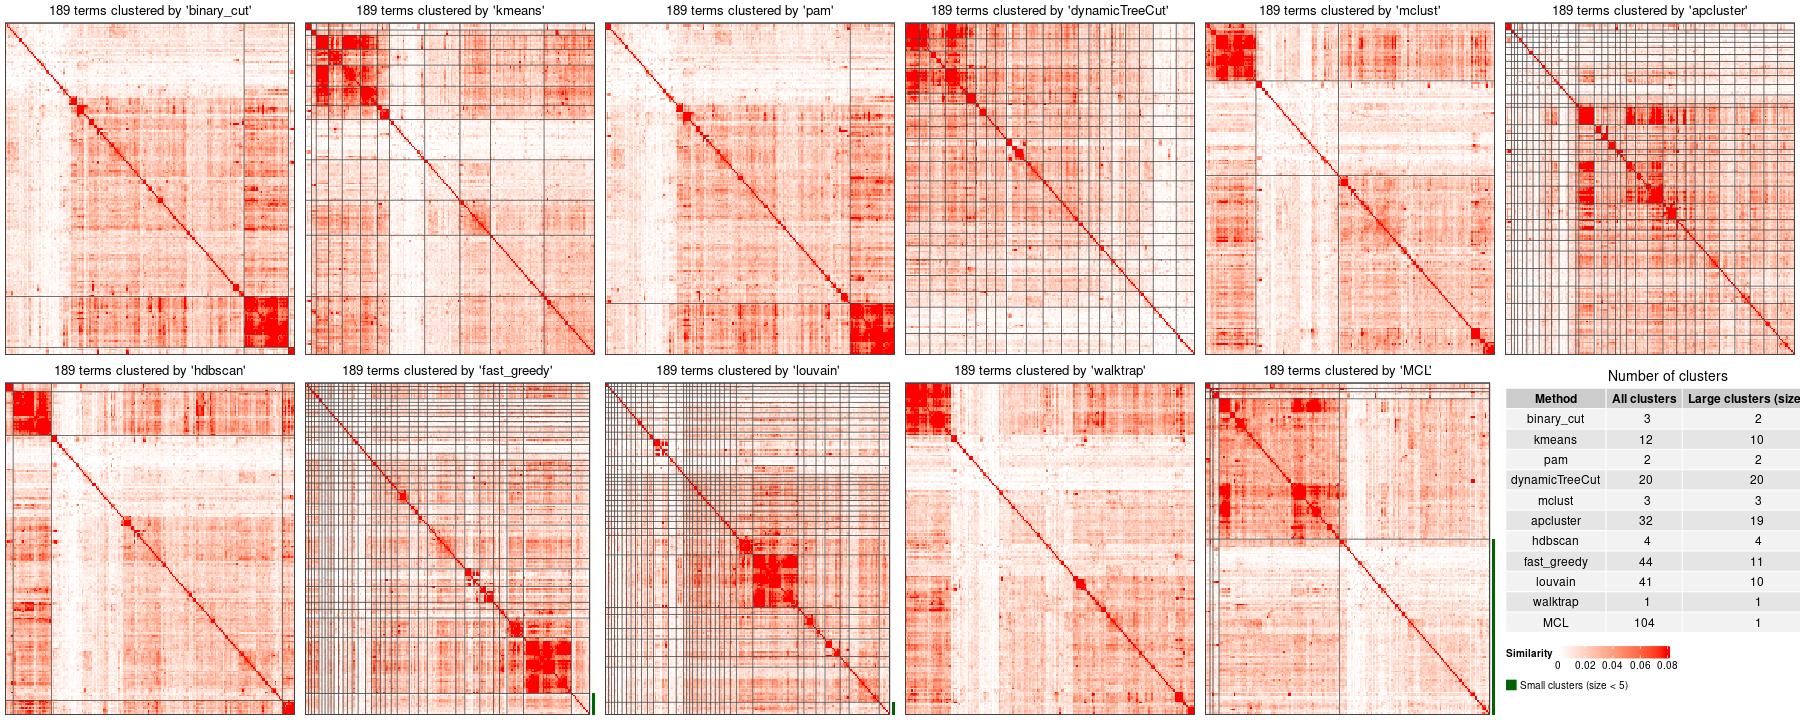 189 terms clustered by 'binary_cut'
189 terms clustered by 'kmeans'
189 terms clustered by 'pam'
189 terms clustered by 'dynamicTreeCut'
189 terms clustered by 'mclust'
189 terms clustered by 'apcluster'
189 terms clustered by 'hdbscan'
189 terms clustered by 'fast_greedy'
189 terms clustered by 'louvain'
189 terms clustered by 'walktrap'
189 terms clustered by 'MCL'
Number of clusters
Method All clusters Large clusters (size
binary_cut 3 2
kmeans 12 10
pam 2 2
dynamicTreeCut 20 20
mclust 3 3
apcluster 32 19
hdbscan 4 4
fast_greedy 44 11
louvain 41 10
walktrap 1 1
MCL 104 1
Similarity
0 0.02 0.04 0.06 0.08
Small clusters (size < 5)